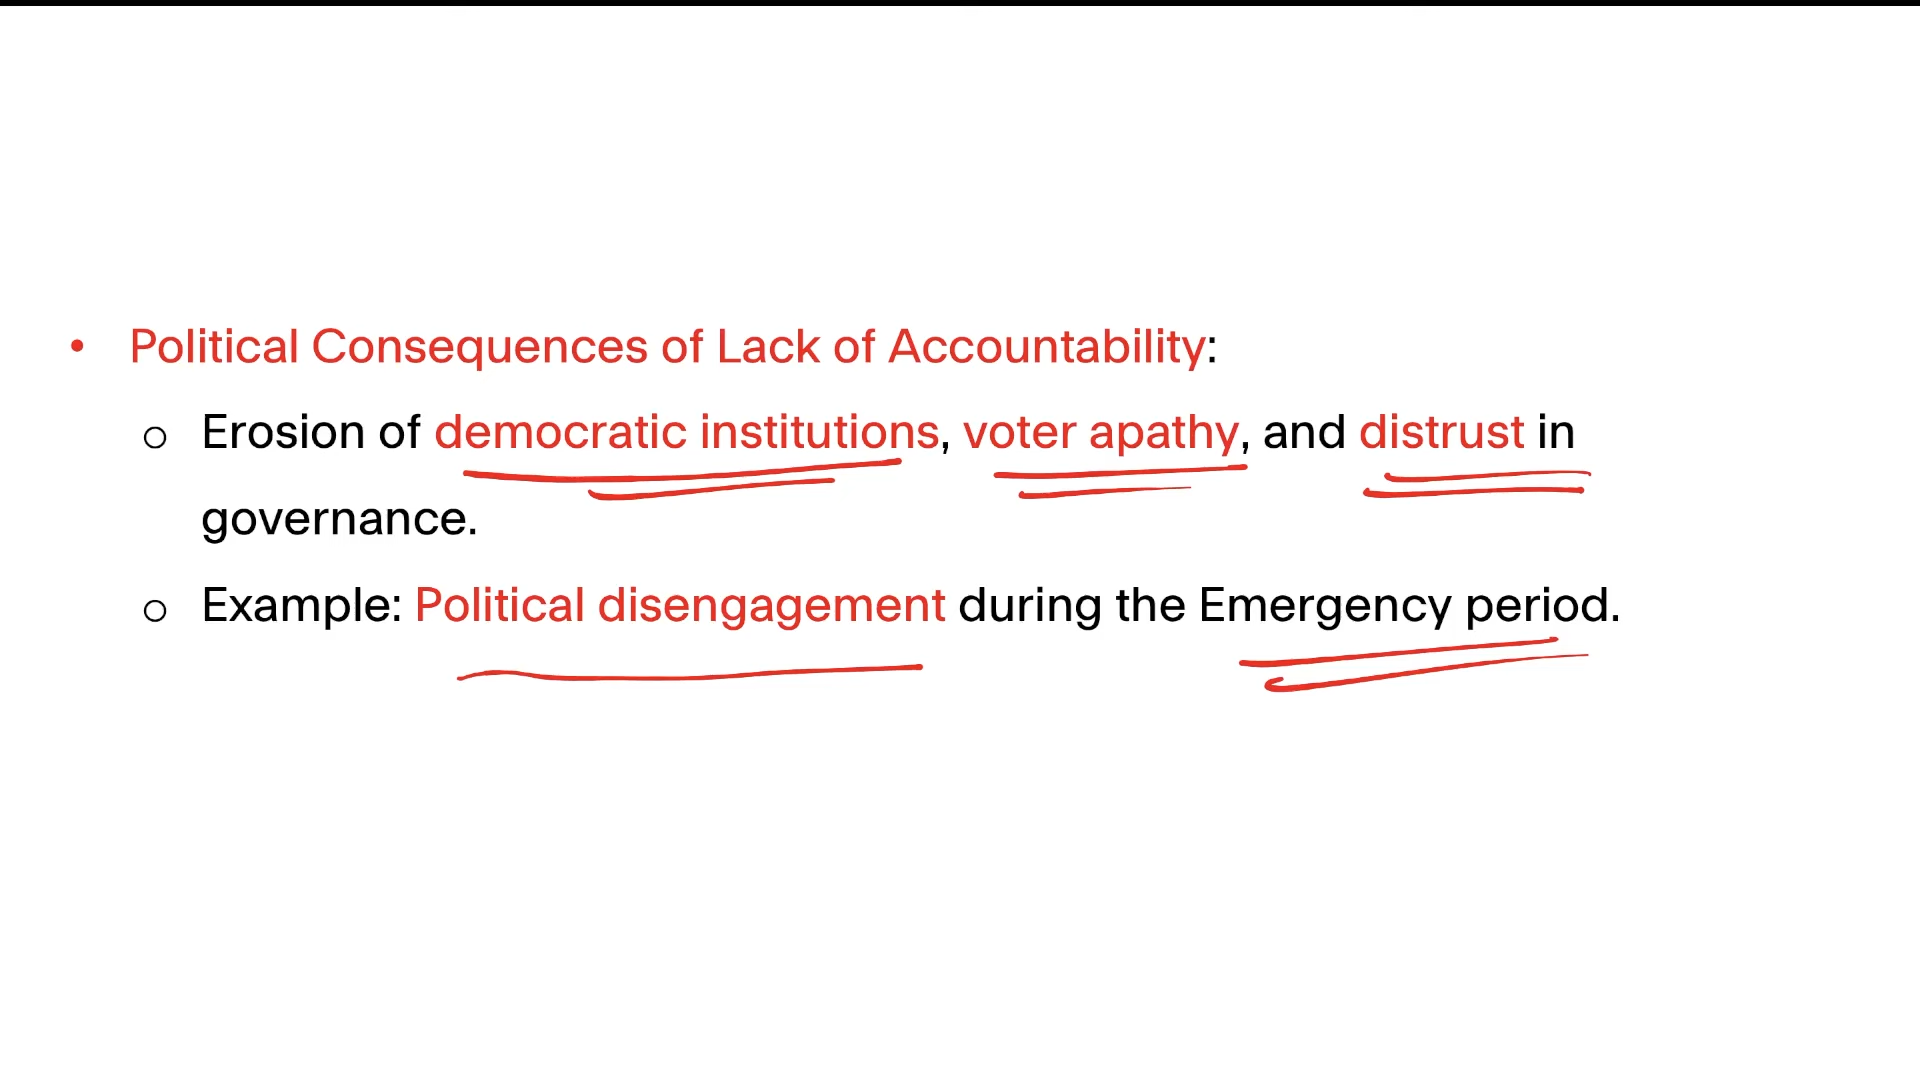 • Political Consequences of Lack of Accountability:
o Erosion of democratic institutions, voter apathy, and distrust in
governance.
o Example: Political disengagement during the Emergency period.